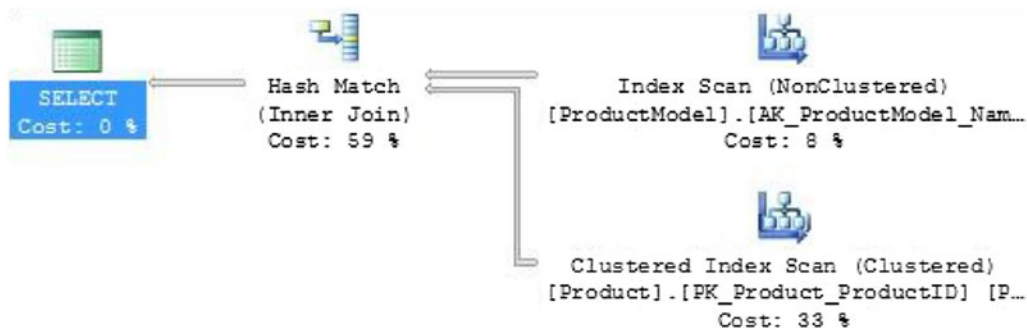 SELECT
Cost: 0 %
Hash Match
(Inner Join)
Cost: 59 %
Index Scan (NonClustered)
[ProductModel].[AK_ProductModel_Nam…
Cost: 8 %
Clustered Index Scan (Clustered)
[Product].[PK_Product_ProductID] [P…
Cost: 33 %